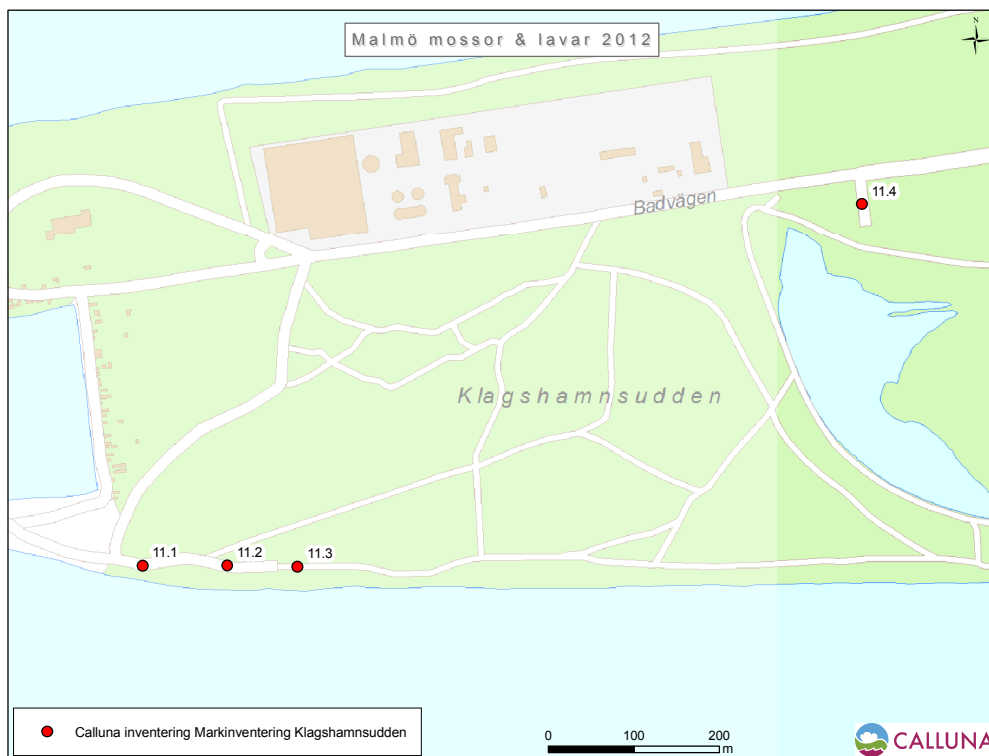 Malmö mossor & lavar 2012
N
11.4
Badvägen
Klagshamnsudden
11.1
11.2
11.3
Calluna inventering Markinventering Klagshamnsudden
0 100 200
m
CALLUNA